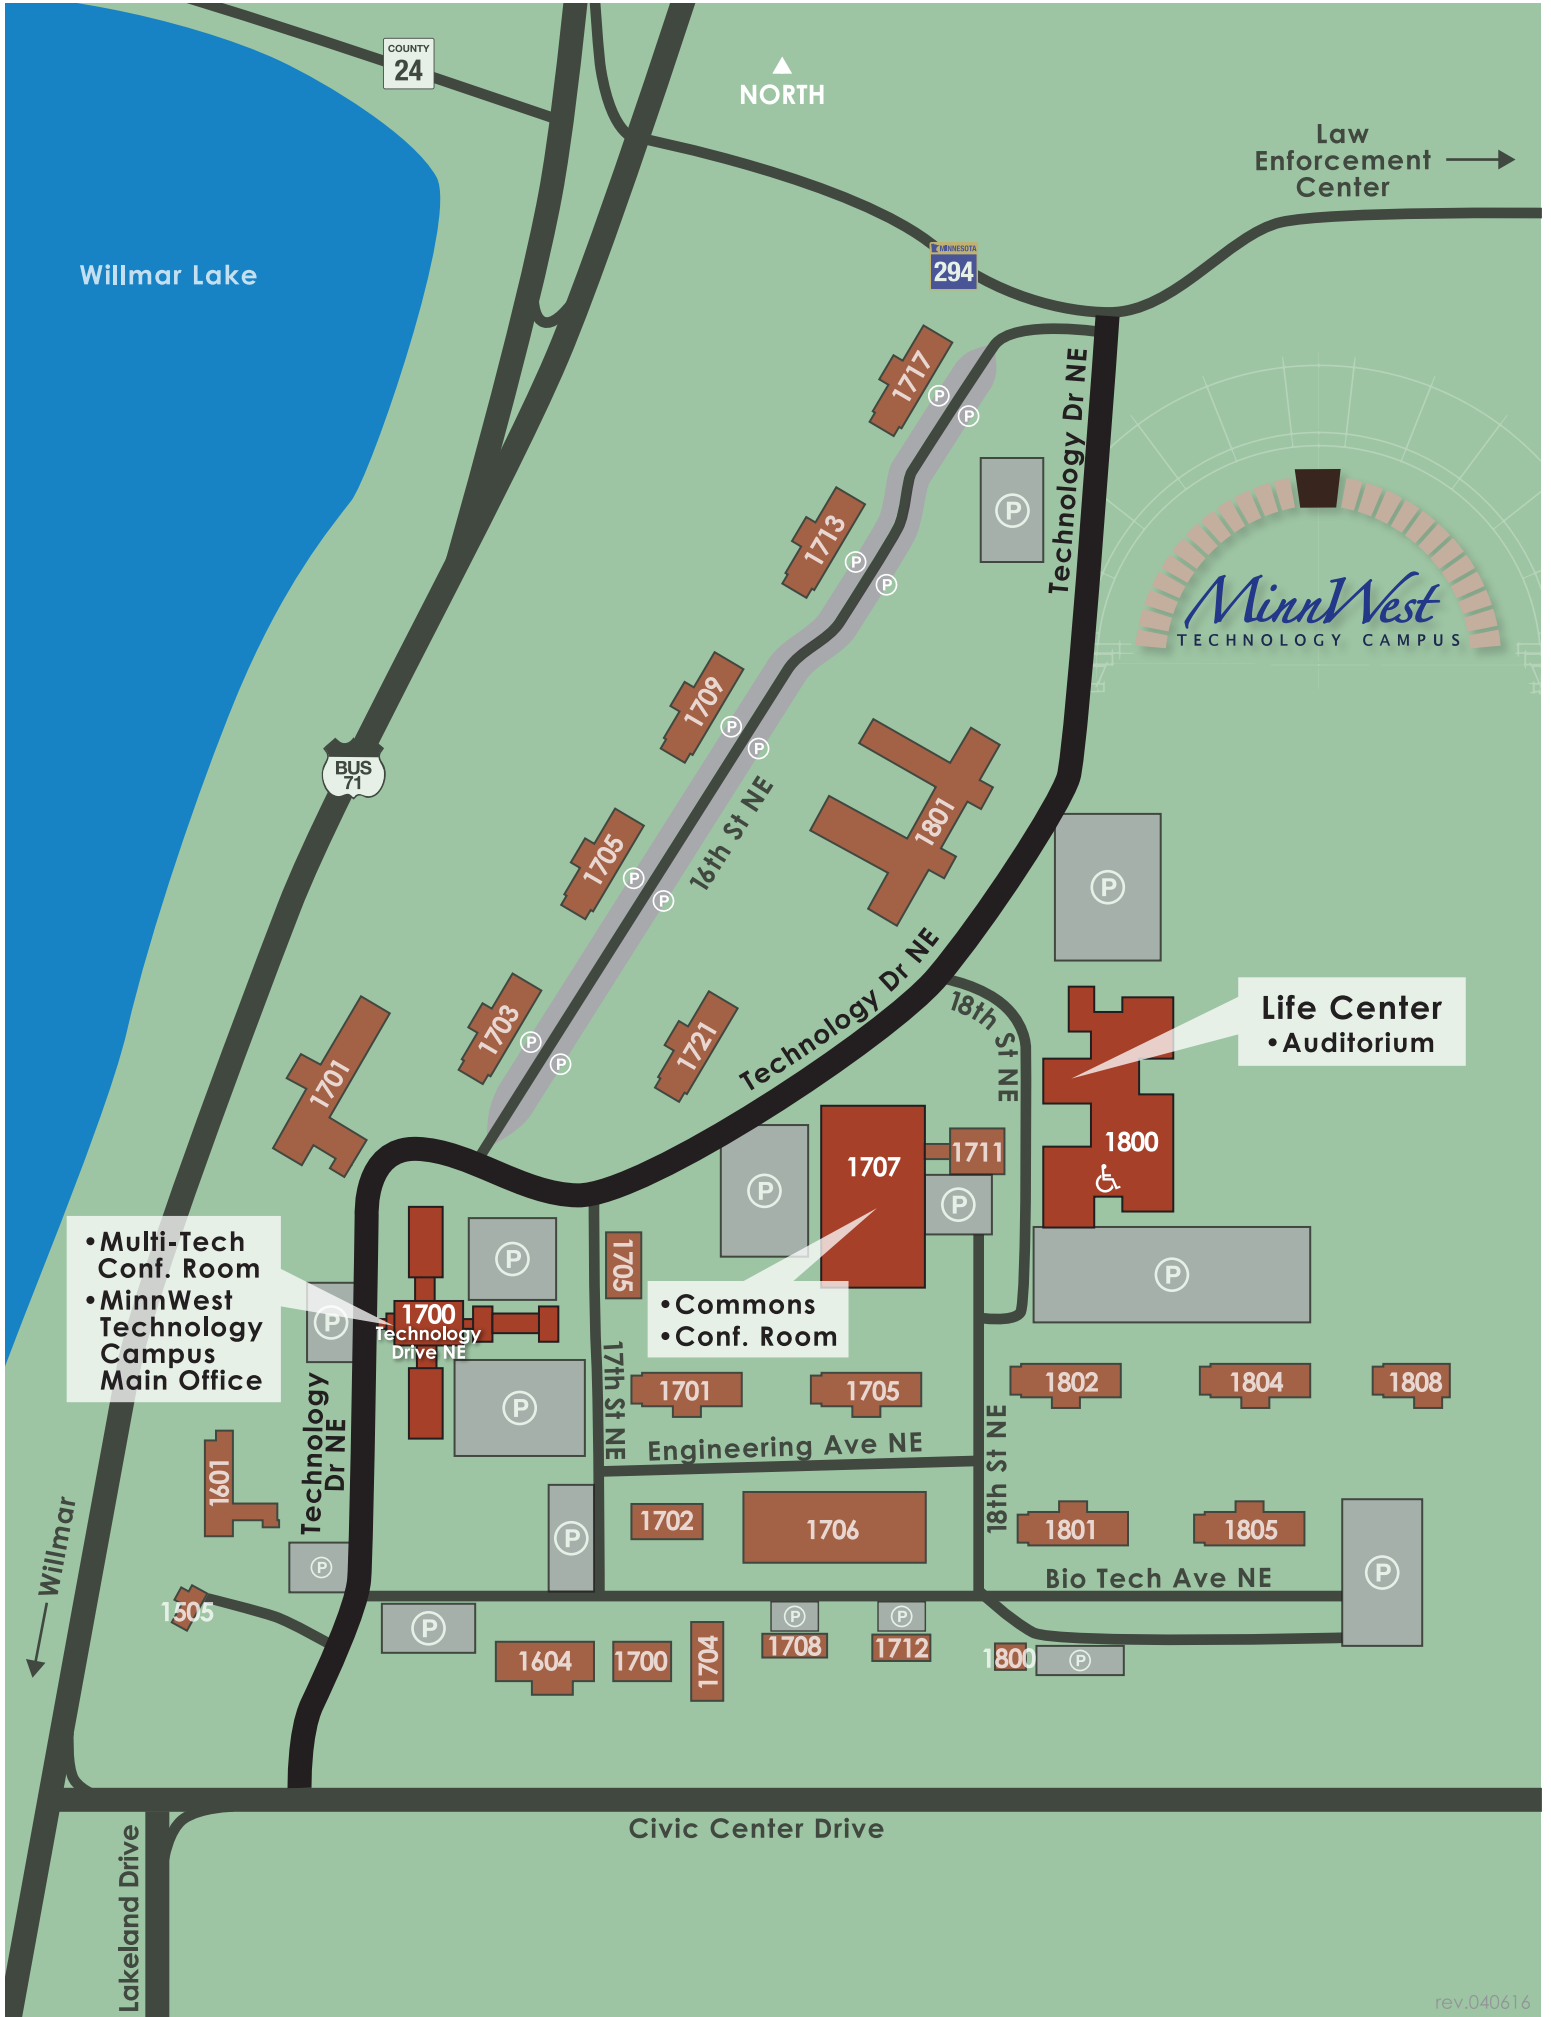 COUNTY
24
NORTH
Law
Enforcement
Center
MINNESOTA
294
Willmar Lake
1717
Technology Dr NE
P
P
P
MinnWest
TECHNOLOGY CAMPUS
1713
P
P
1709
P
P
BUS
71
16th St NE
1801
1705
P
P
P
Technology Dr NE
18th St NE
Life Center
•Auditorium
1703
P
P
1721
1701
1707
1711
1800
P
P
P
•Multi-Tech
Conf. Room
•MinnWest
Technology
Campus
Main Office
P
P
1700
Technology
Drive NE
1705
•Commons
•Conf. Room
17th St NE
1701
1705
1802
1804
1808
P
Technology
Dr NE
Engineering Ave NE
18th St NE
1601
1702
1706
1801
1805
P
P
P
Bio Tech Ave NE
Willmar
1505
P
P
P
1604
1700
1704
1708
1712
1800
P
Civic Center Drive
Lakeland Drive
rev.040616